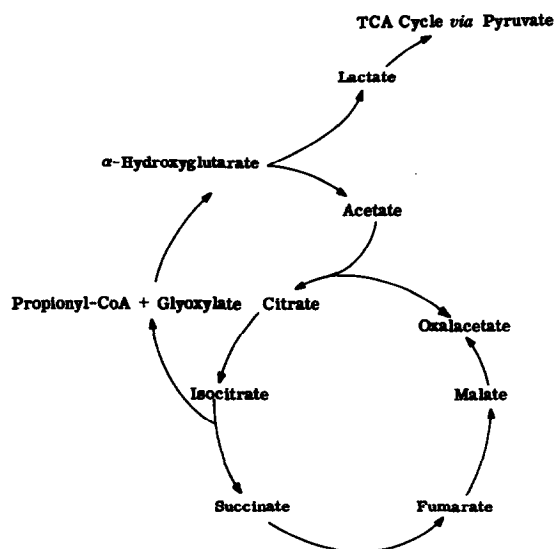 TCA Cycle via Pyruvate
Lactate
α-Hydroxyglutarate
Acetate
Propionyl-CoA + Glyoxylate
Citrate
Oxalacetate
Isocitrate
Malate
Succinate
Fumarate